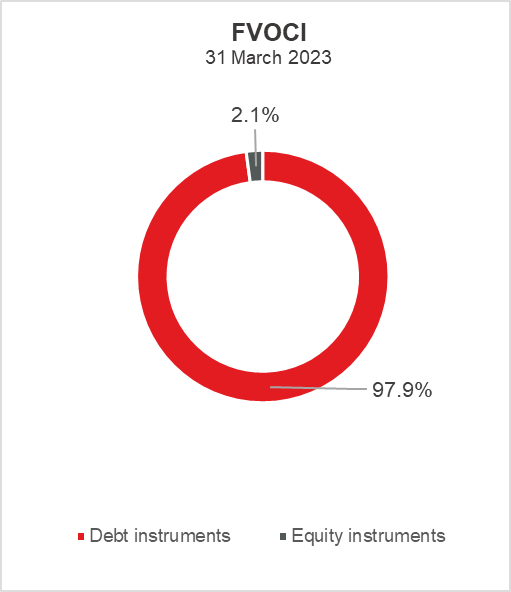 FVOCI
31 March 2023
2.1%
97.9%
Debt instruments
Equity instruments